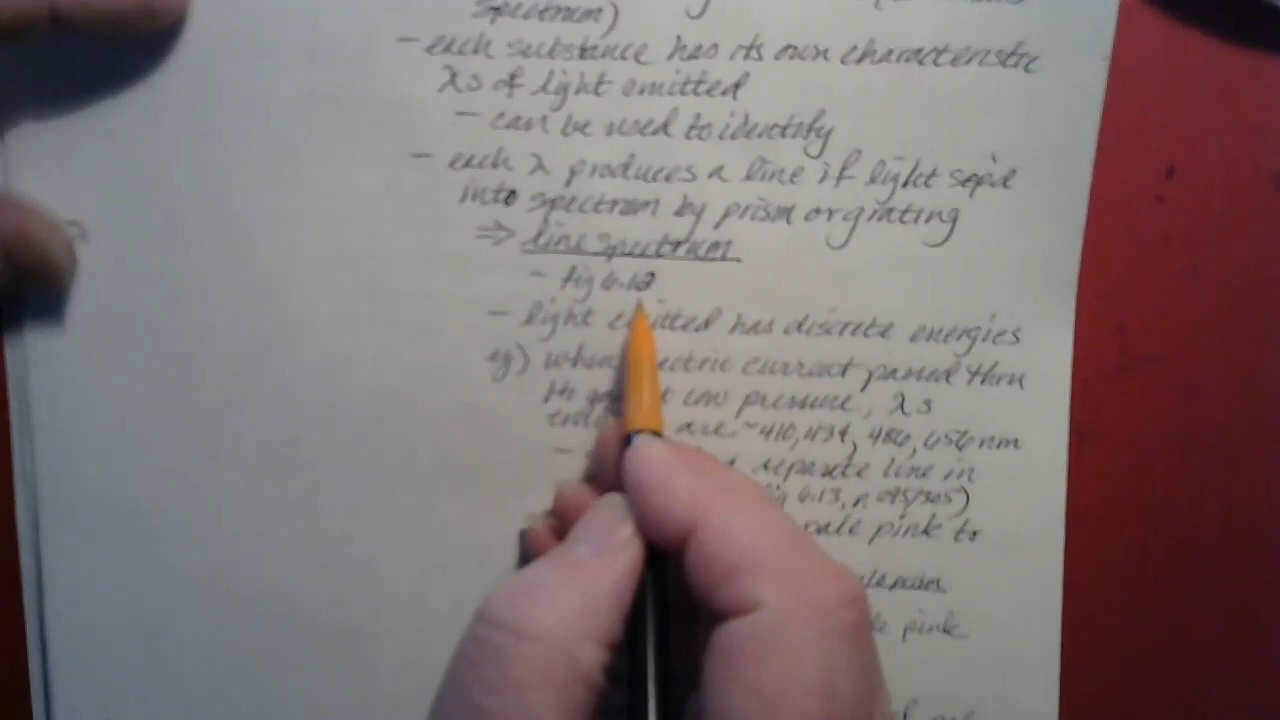 spectrum)
- each substance has its own characteristic
λs of light emitted
- can be used to identify
- each λ produces a line if light sep'd
into spectrum by prism or grating
⇒ line spectrum
- fig 6.12
- light emitted has discrete energies
eg) when electric current passed thru
low pressure, λs
are ~410, 434, 486, 656 nm
separate line in
6.13, p.
pale pink to
pink